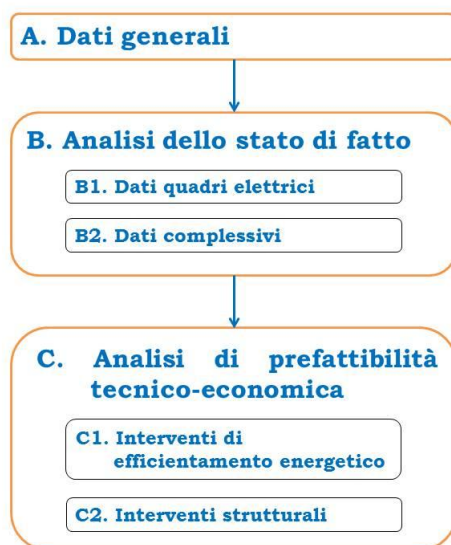 A. Dati generali
B. Analisi dello stato di fatto
B1. Dati quadri elettrici
B2. Dati complessivi
C. Analisi di prefattibilità
tecnico-economica
C1. Interventi di
efficientamento energetico
C2. Interventi strutturali